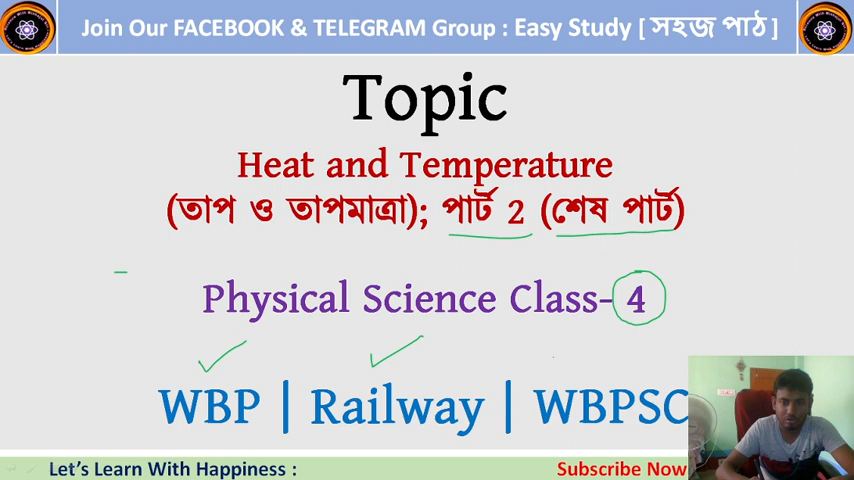 Join Our FACEBOOK & TELEGRAM Group : Easy Study [ সহজ পাঠ ]
Topic
Heat and Temperature
(তাপ ও তাপমাত্রা); পার্ট 2 (শেষ পার্ট)
Physical Science Class- 4
WBP | Railway | WBPSC
Let's Learn With Happiness :
Subscribe Now